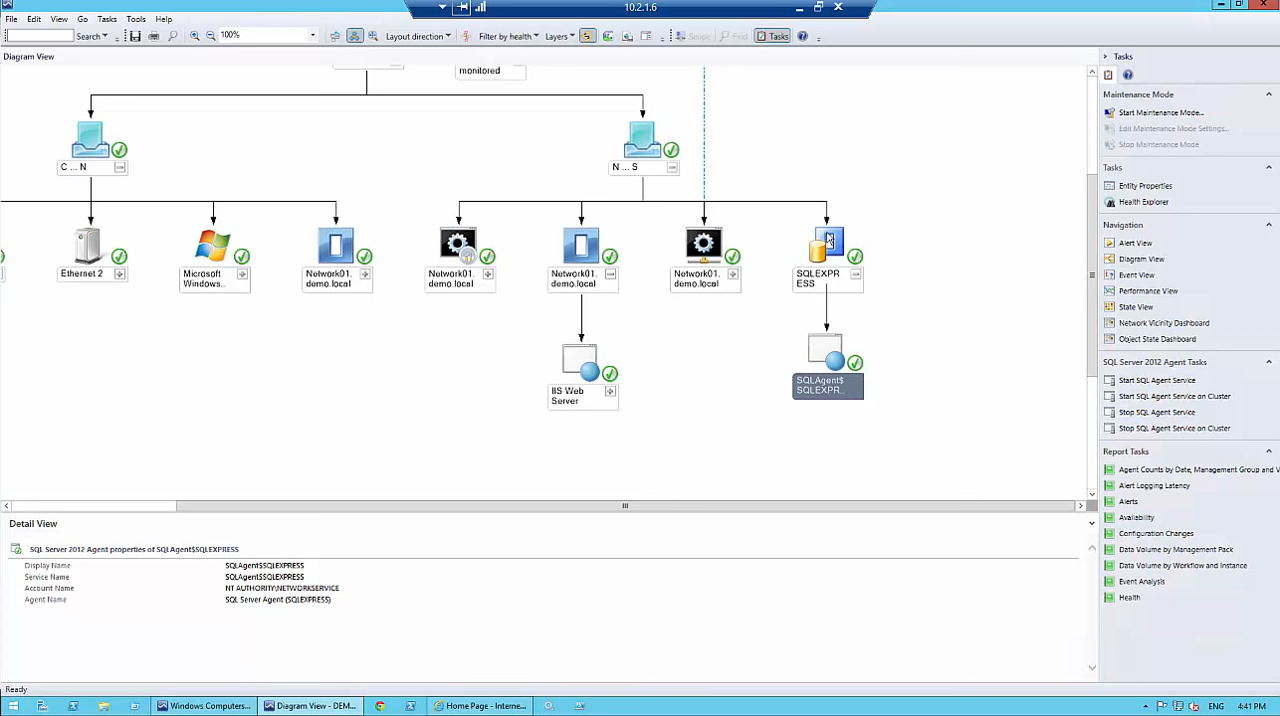 10.2.1.6
File Edit View Go Tasks Tools Help
Search 100% Layout direction Filter by health Layers Scope Find Tasks
Diagram View
monitored
C ... N
N ... S
Ethernet 2
Microsoft
Windows...
Network01.
demo.local
Network01.
demo.local
Network01.
demo.local
Network01.
demo.local
SQLEXPR
ESS
IIS Web
Server
SQLAgent$
SQLEXPR..
Detail View
SQL Server 2012 Agent properties of SQLAgent$SQLEXPRESS
Display Name SQLAgent$SQLEXPRESS
Service Name SQLAgent$SQLEXPRESS
Account Name NT AUTHORITY\NETWORKSERVICE
Agent Name SQL Server Agent (SQLEXPRESS)
Tasks
Maintenance Mode
Start Maintenance Mode...
Edit Maintenance Mode Settings...
Stop Maintenance Mode
Tasks
Entity Properties
Health Explorer
Navigation
Alert View
Diagram View
Event View
Performance View
State View
Network Vicinity Dashboard
Object State Dashboard
SQL Server 2012 Agent Tasks
Start SQL Agent Service
Start SQL Agent Service on Cluster
Stop SQL Agent Service
Stop SQL Agent Service on Cluster
Report Tasks
Agent Counts by Date, Management Group and V
Alert Logging Latency
Alerts
Availability
Configuration Changes
Data Volume by Management Pack
Data Volume by Workflow and Instance
Event Analysis
Health
Ready
Windows Computers... Diagram View - DEM... Home Page - Interne... ENG 4:41 PM